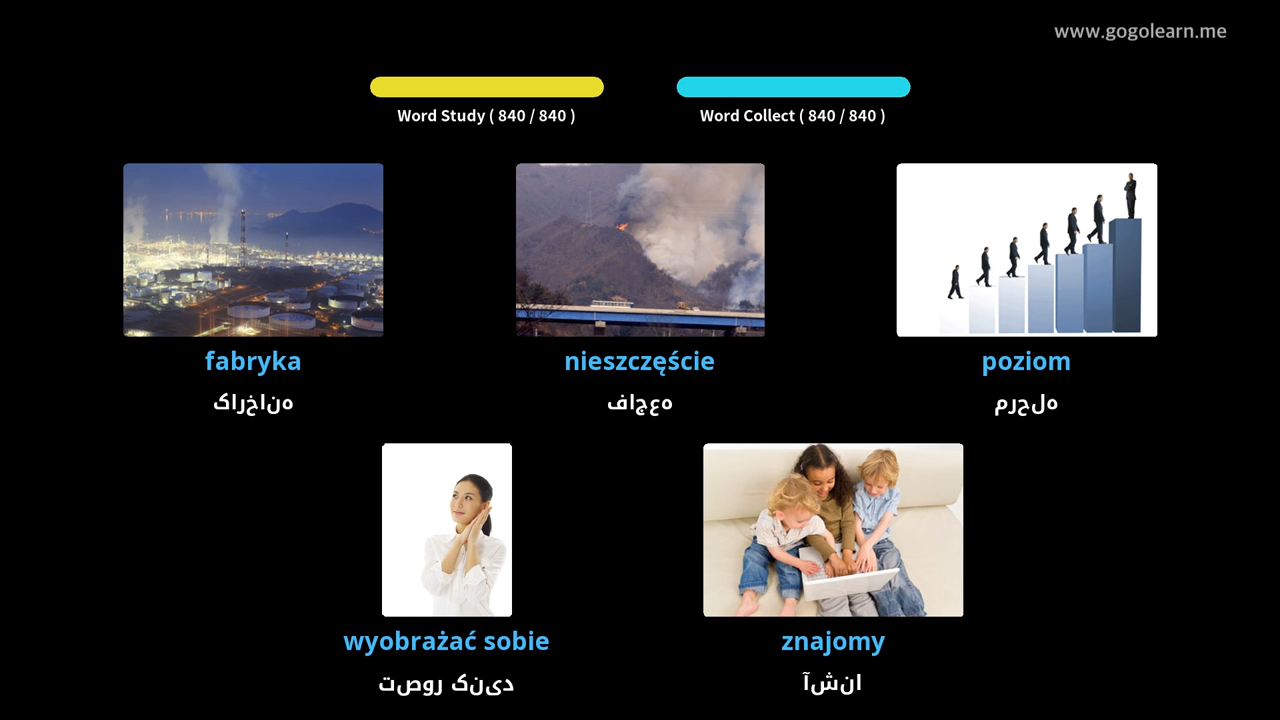 www.gogolearn.me
Word Study ( 840 / 840 )
Word Collect ( 840 / 840 )
fabryka
کارخانه
nieszczęście
فاجعه
poziom
مرحله
wyobrażać sobie
تصور کنید
znajomy
آشنا